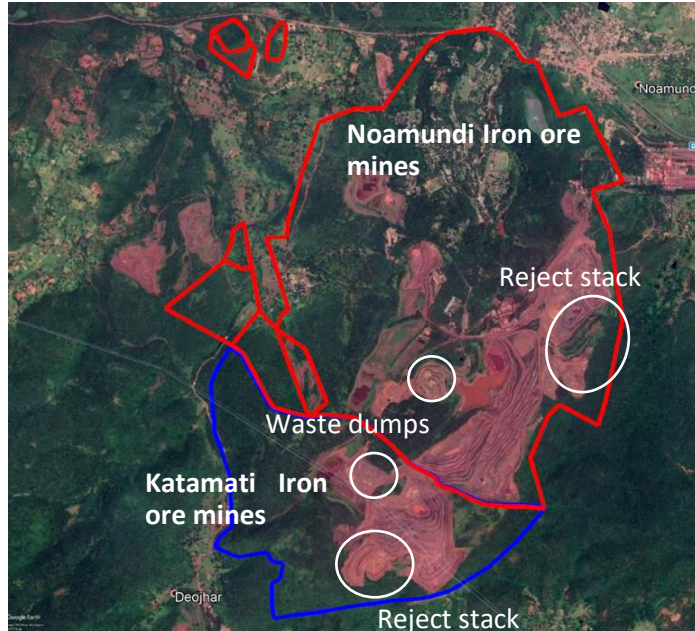 Noamund
Noamundi Iron ore
mines
Reject stack
Waste dumps
Katamati Iron
ore mines
Deojhar
Reject stack
Google Earth